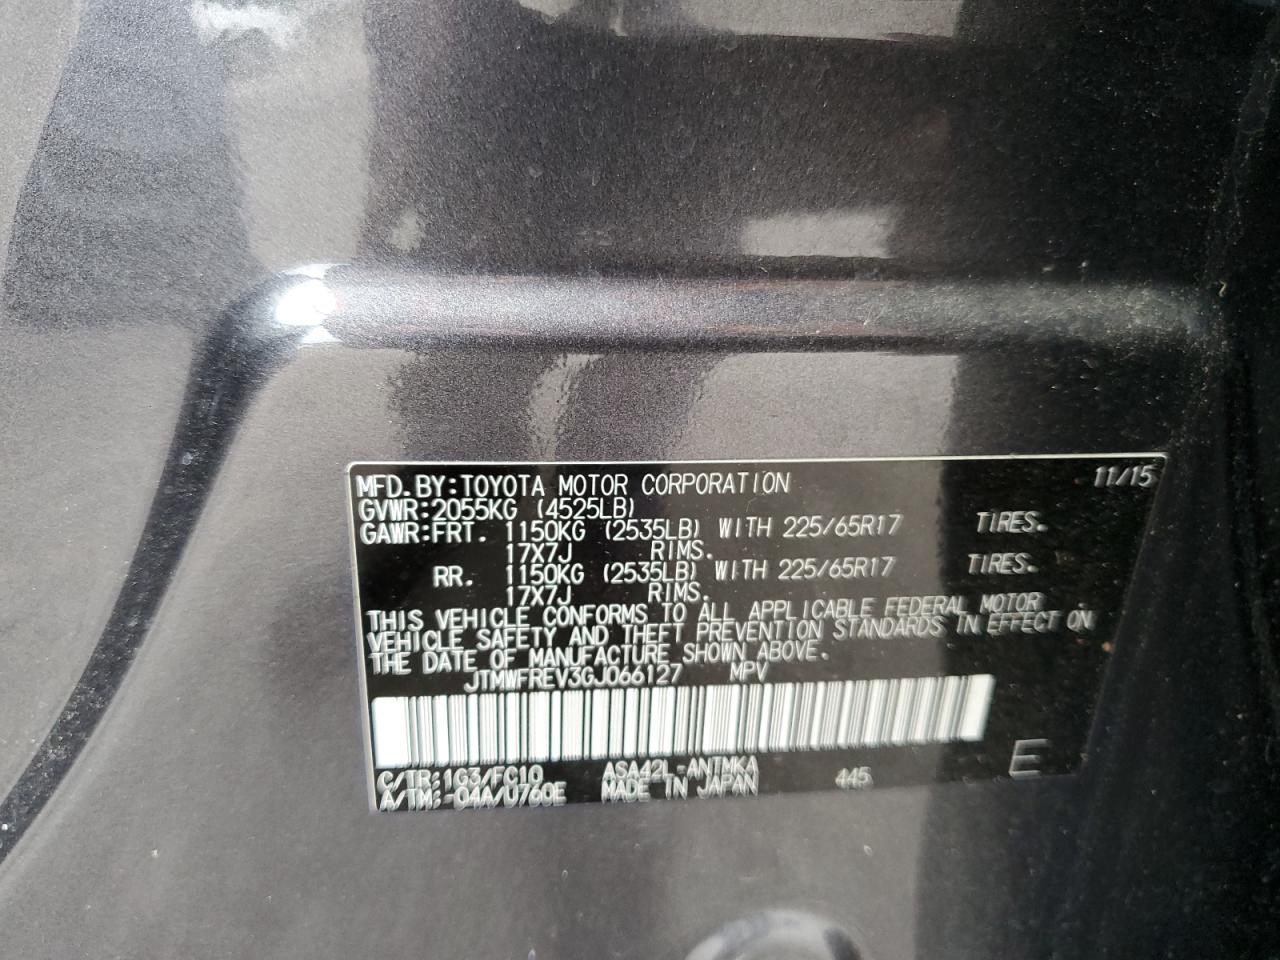 MFD. BY: TOYOTA MOTOR CORPORATION 11/15
GVWR: 2055KG (4525LB)
GAWR: FRT. 1150KG (2535LB) WITH 225/65R17 TIRES.
17X7J RIMS.
RR. 1150KG (2535LB) WITH 225/65R17 TIRES.
17X7J RIMS.
THIS VEHICLE CONFORMS TO ALL APPLICABLE FEDERAL MOTOR
VEHICLE SAFETY AND THEFT PREVENTION STANDARDS IN EFFECT ON
THE DATE OF MANUFACTURE SHOWN ABOVE.
JTMWFREV3GJ066127 MPV
C/TR: 1G3/FC10 ASA42L-ANTMKA 445 E
A/TM: -04A/U760E MADE IN JAPAN